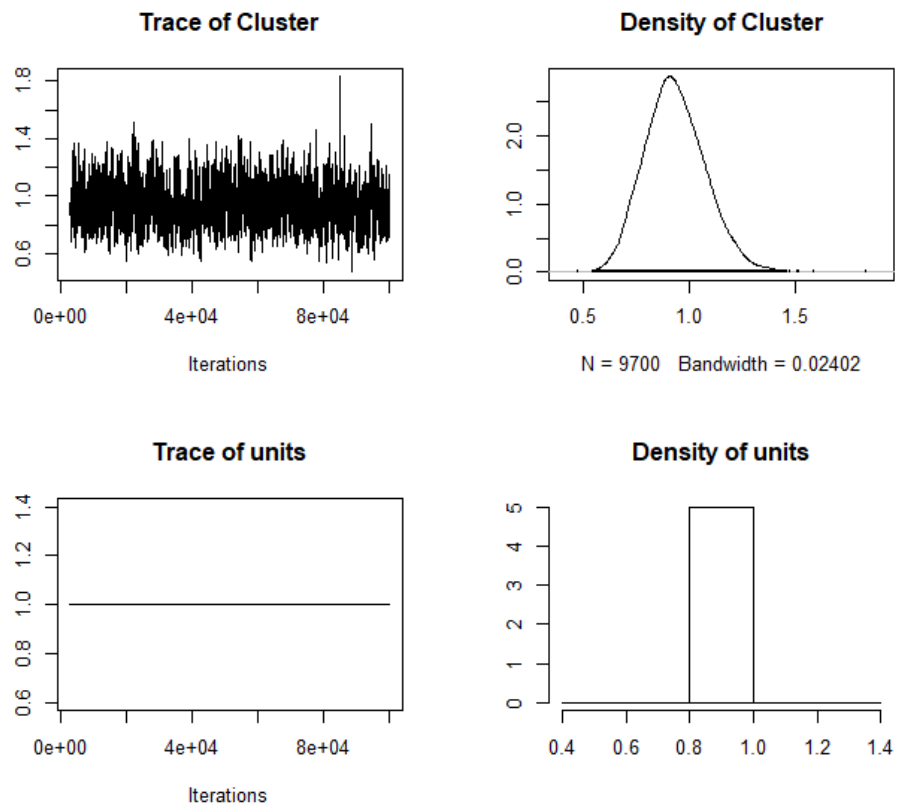 Trace of Cluster
1.8
1.4
1.0
0.6
0e+00 4e+04 8e+04
Iterations
Density of Cluster
2.0
1.0
0.0
0.5 1.0 1.5
N = 9700 Bandwidth = 0.02402
Trace of units
1.4
1.2
1.0
0.8
0.6
0e+00 4e+04 8e+04
Iterations
Density of units
5
4
3
2
1
0
0.4 0.6 0.8 1.0 1.2 1.4